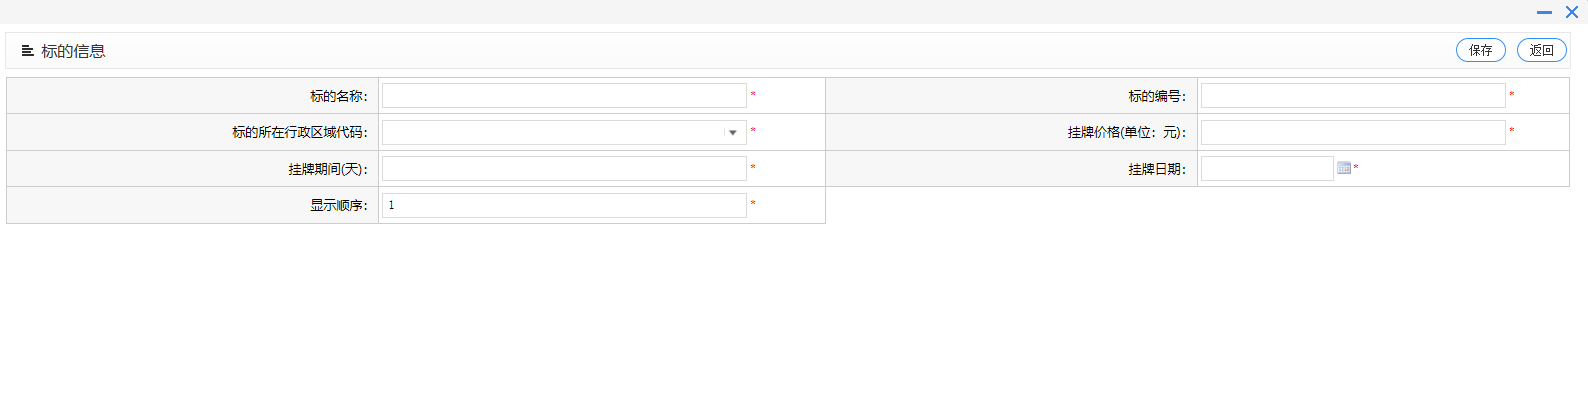 标的信息 保存 返回
标的名称： * 标的编号： *
标的所在行政区域代码： * 挂牌价格(单位：元)： *
挂牌期间(天)： * 挂牌日期： *
显示顺序： 1 *